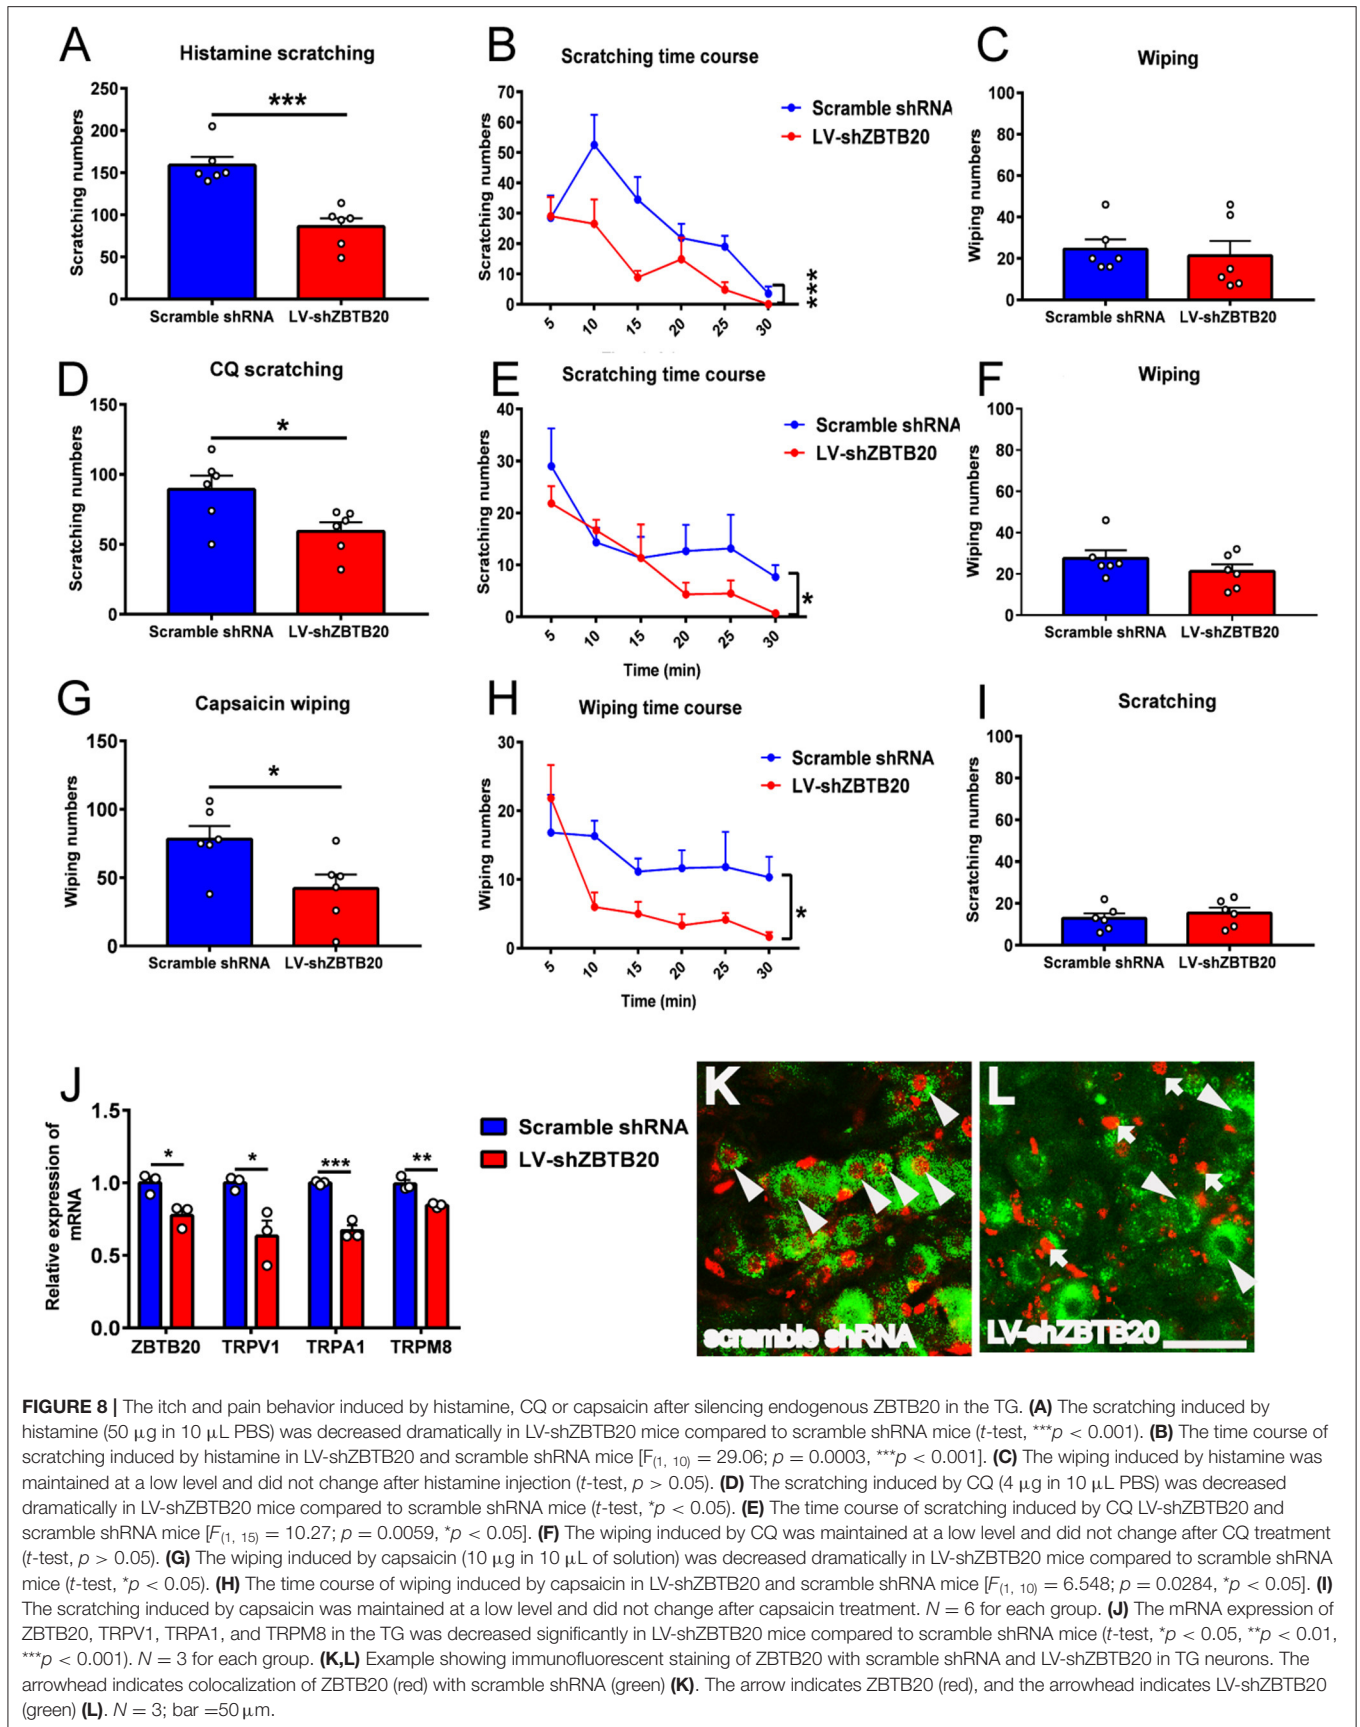 A
Histamine scratching
Scratching numbers
250
200
150
100
50
0
***
Scramble shRNA
LV-shZBTB20
B
Scratching time course
Scratching numbers
70
60
50
40
30
20
10
0
5
10
15
20
25
30
***
Scramble shRNA
LV-shZBTB20
C
Wiping
Wiping numbers
100
80
60
40
20
0
Scramble shRNA
LV-shZBTB20
D
CQ scratching
Scratching numbers
150
100
50
0
*
Scramble shRNA
LV-shZBTB20
E
Scratching time course
Scratching numbers
40
30
20
10
0
5
10
15
20
25
30
Time (min)
*
Scramble shRNA
LV-shZBTB20
F
Wiping
Wiping numbers
100
80
60
40
20
0
Scramble shRNA
LV-shZBTB20
G
Capsaicin wiping
Wiping numbers
150
100
50
0
*
Scramble shRNA
LV-shZBTB20
H
Wiping time course
Wiping numbers
30
20
10
0
5
10
15
20
25
30
Time (min)
*
Scramble shRNA
LV-shZBTB20
I
Scratching
Scratching numbers
100
80
60
40
20
0
Scramble shRNA
LV-shZBTB20
J
Relative expression of
mRNA
1.5
1.0
0.5
0.0
*
*
***
**
ZBTB20
TRPV1
TRPA1
TRPM8
Scramble shRNA
LV-shZBTB20
K
scramble shRNA
L
LV-shZBTB20
FIGURE 8 | The itch and pain behavior induced by histamine, CQ or capsaicin after silencing endogenous ZBTB20 in the TG. (A) The scratching induced by
histamine (50 μg in 10 μL PBS) was decreased dramatically in LV-shZBTB20 mice compared to scramble shRNA mice (t-test, ***p < 0.001). (B) The time course of
scratching induced by histamine in LV-shZBTB20 and scramble shRNA mice [F(1, 10) = 29.06; p = 0.0003, ***p < 0.001]. (C) The wiping induced by histamine was
maintained at a low level and did not change after histamine injection (t-test, p > 0.05). (D) The scratching induced by CQ (4 μg in 10 μL PBS) was decreased
dramatically in LV-shZBTB20 mice compared to scramble shRNA mice (t-test, *p < 0.05). (E) The time course of scratching induced by CQ LV-shZBTB20 and
scramble shRNA mice [F(1, 15) = 10.27; p = 0.0059, *p < 0.05]. (F) The wiping induced by CQ was maintained at a low level and did not change after CQ treatment
(t-test, p > 0.05). (G) The wiping induced by capsaicin (10 μg in 10 μL of solution) was decreased dramatically in LV-shZBTB20 mice compared to scramble shRNA
mice (t-test, *p < 0.05). (H) The time course of wiping induced by capsaicin in LV-shZBTB20 and scramble shRNA mice [F(1, 10) = 6.548; p = 0.0284, *p < 0.05]. (I)
The scratching induced by capsaicin was maintained at a low level and did not change after capsaicin treatment. N = 6 for each group. (J) The mRNA expression of
ZBTB20, TRPV1, TRPA1, and TRPM8 in the TG was decreased significantly in LV-shZBTB20 mice compared to scramble shRNA mice (t-test, *p < 0.05, **p < 0.01,
***p < 0.001). N = 3 for each group. (K,L) Example showing immunofluorescent staining of ZBTB20 with scramble shRNA and LV-shZBTB20 in TG neurons. The
arrowhead indicates colocalization of ZBTB20 (red) with scramble shRNA (green) (K). The arrow indicates ZBTB20 (red), and the arrowhead indicates LV-shZBTB20
(green) (L). N = 3; bar =50 μm.